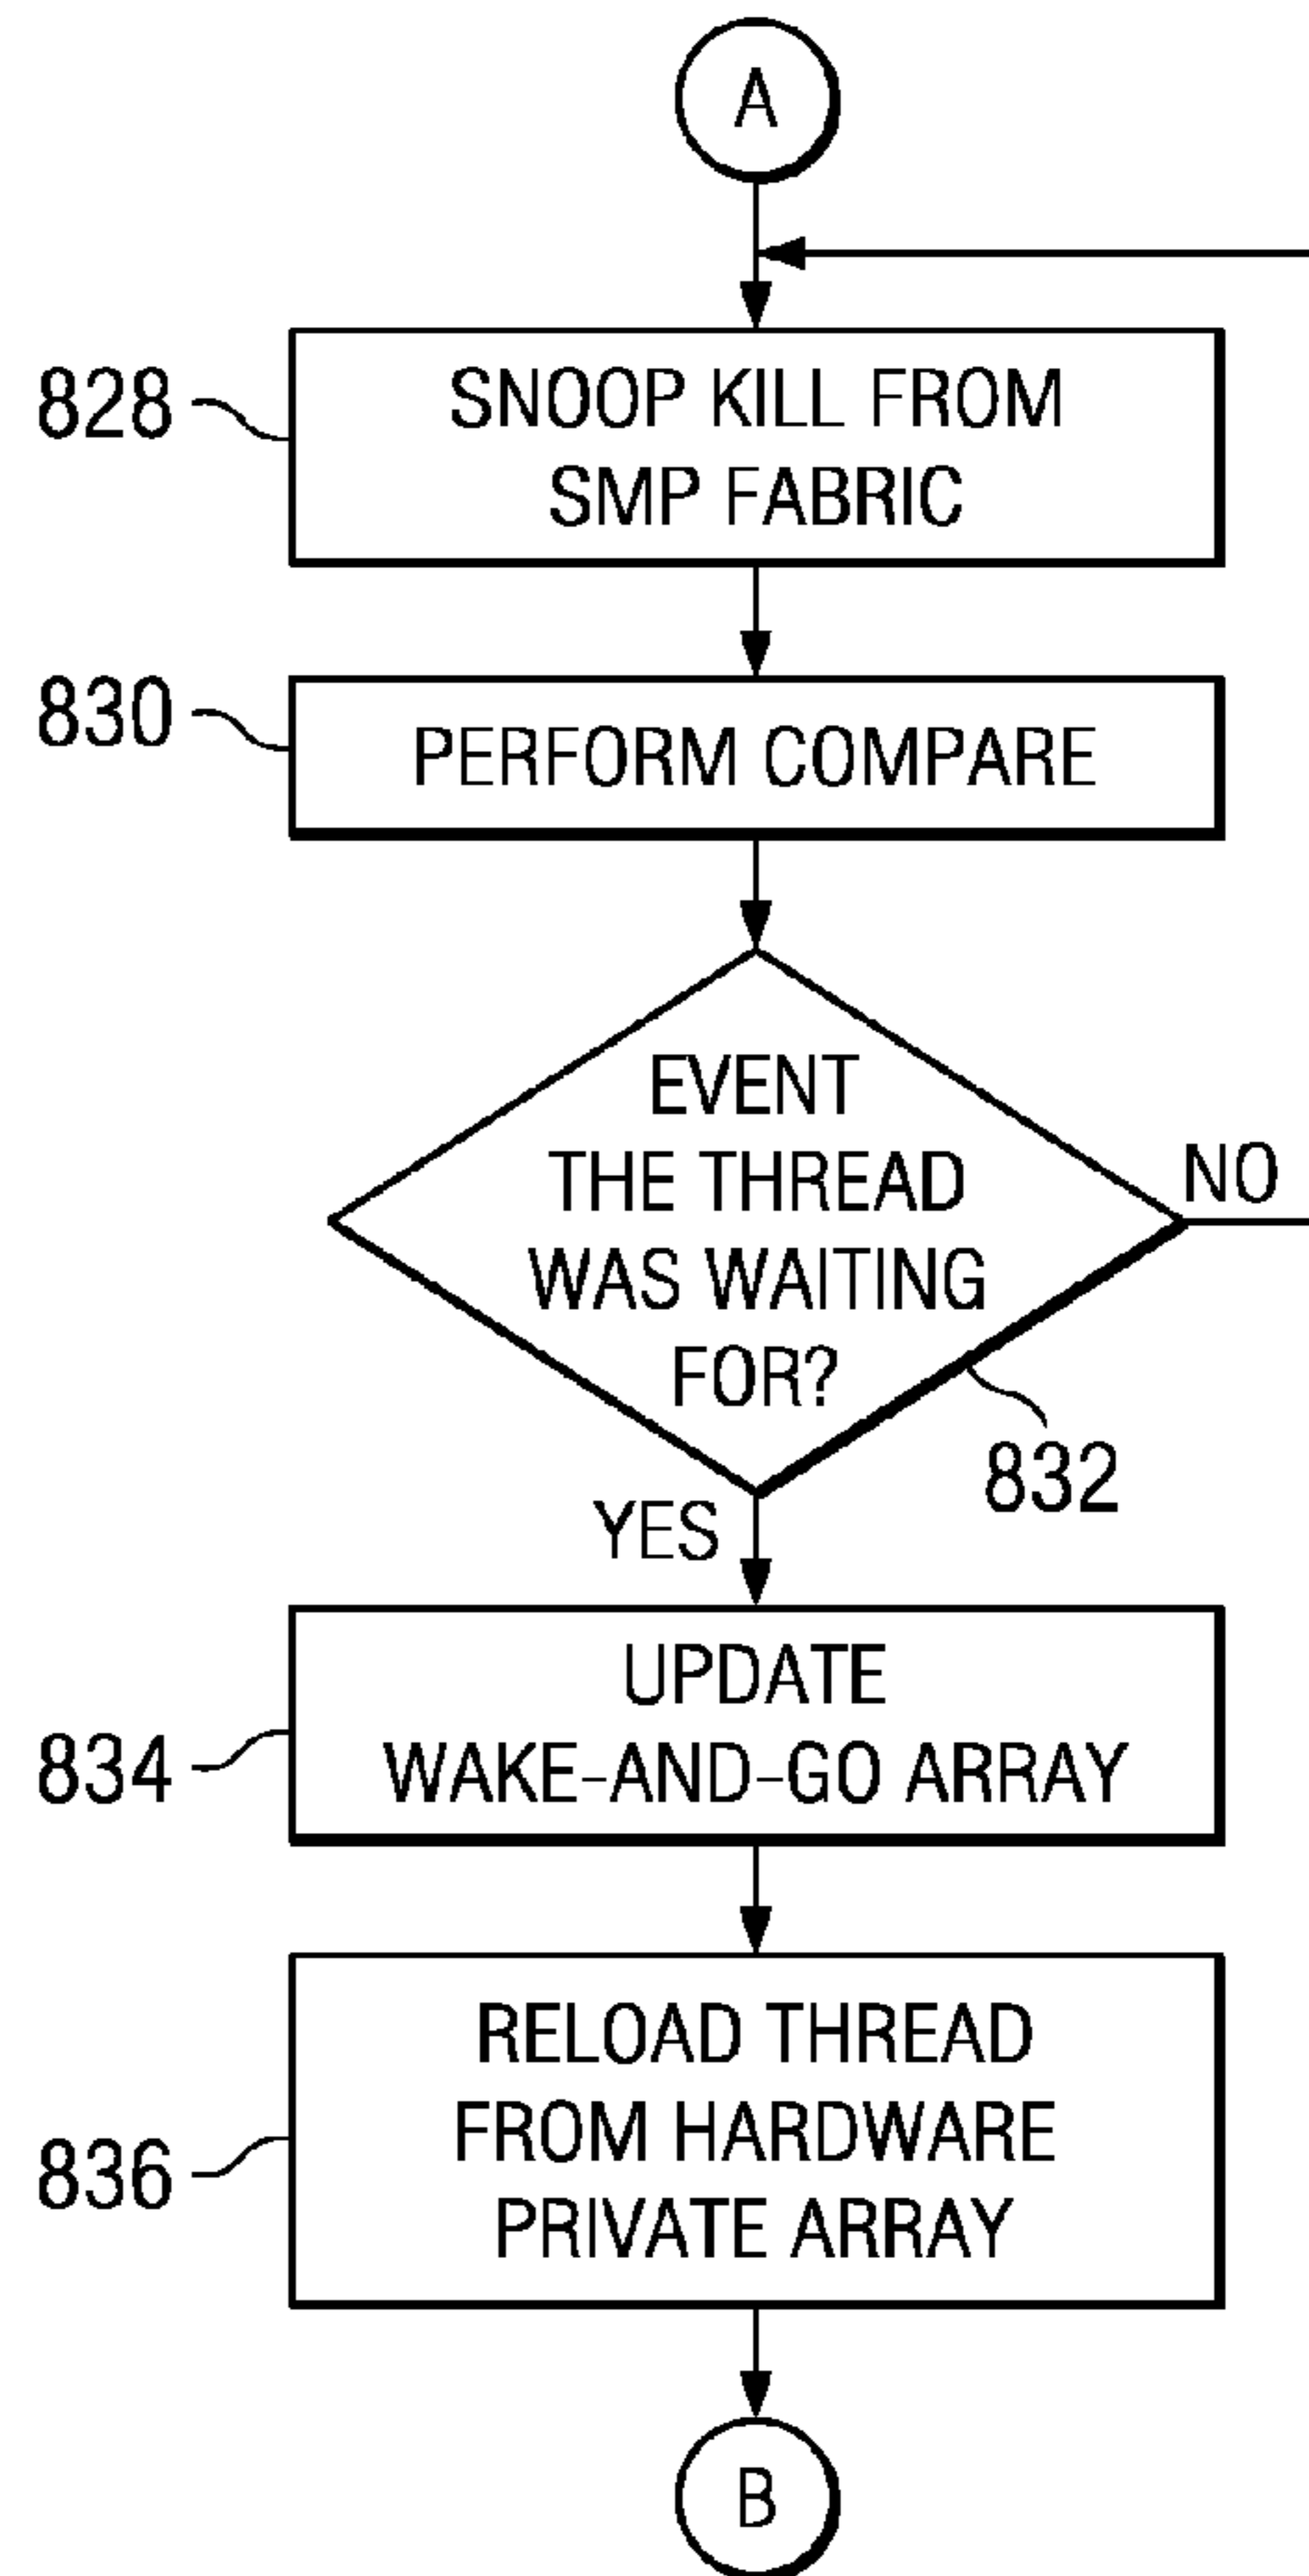 A
828
SNOOP KILL FROM
SMP FABRIC
830
PERFORM COMPARE
EVENT
THE THREAD
WAS WAITING
FOR?
NO
832
YES
834
UPDATE
WAKE-AND-GO ARRAY
836
RELOAD THREAD
FROM HARDWARE
PRIVATE ARRAY
B